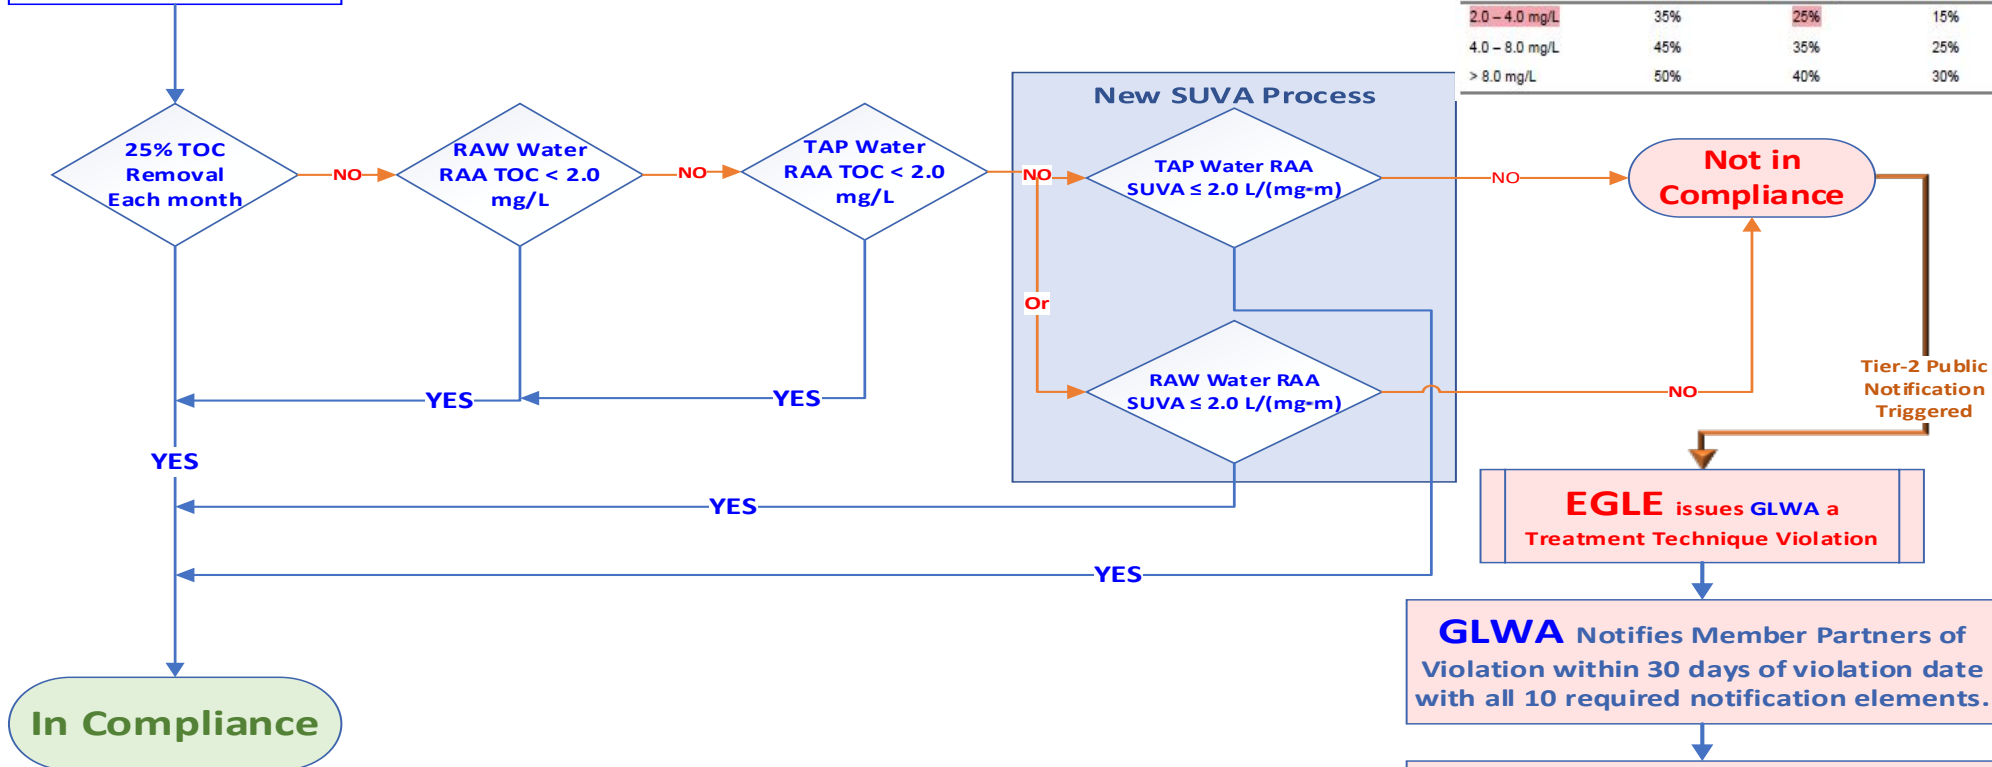 2.0 – 4.0 mg/L 35% 25% 15%
4.0 – 8.0 mg/L 45% 35% 25%
> 8.0 mg/L 50% 40% 30%
New SUVA Process
25% TOC
Removal
Each month
NO
RAW Water
RAA TOC < 2.0
mg/L
NO
TAP Water
RAA TOC < 2.0
mg/L
NO
TAP Water RAA
SUVA ≤ 2.0 L/(mg-m)
NO
Not in
Compliance
Or
RAW Water RAA
SUVA ≤ 2.0 L/(mg-m)
NO
Tier-2 Public
Notification
Triggered
YES
YES
YES
YES
YES
EGLE issues GLWA a
Treatment Technique Violation
GLWA Notifies Member Partners of
Violation within 30 days of violation date
with all 10 required notification elements.
In Compliance